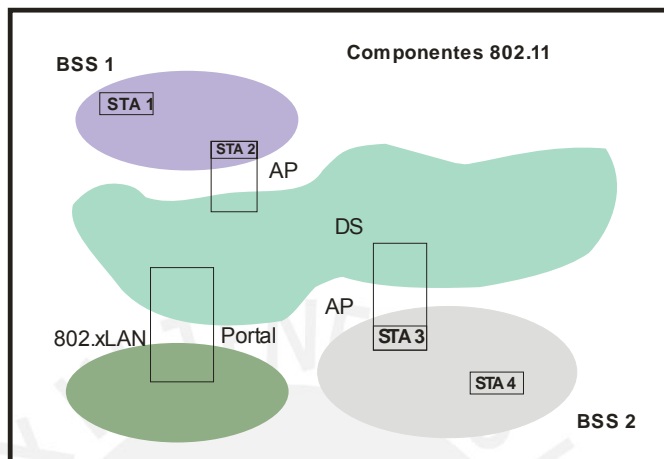 Componentes 802.11
BSS 1
STA 1
STA 2
AP
DS
AP
802.xLAN
Portal
STA 3
STA 4
BSS 2